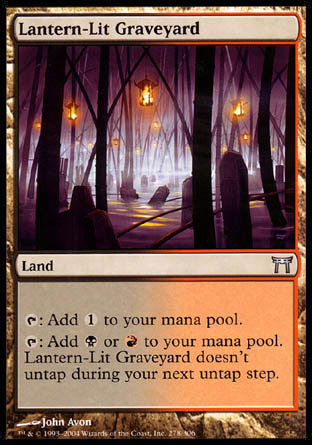 Lantern-Lit Graveyard
Land
: Add 1 to your mana pool.
: Add or to your mana pool.
Lantern-Lit Graveyard doesn't
untap during your next untap step.
John Avon
™ & © 1993–2004 Wizards of the Coast, Inc. 278/306